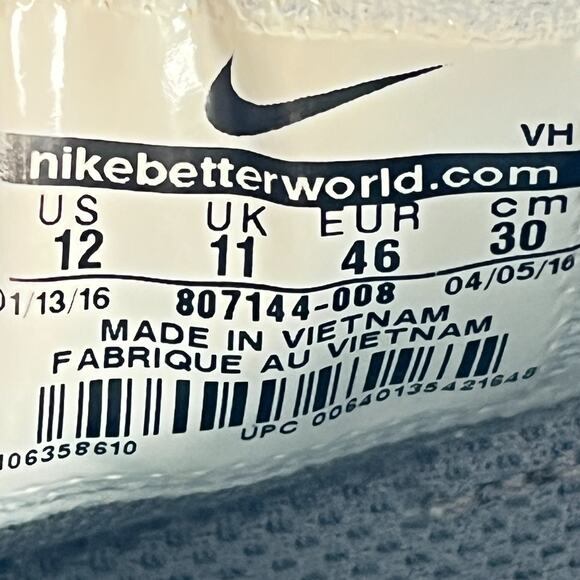 VH
nikebetterworld.com
US UK EUR cm
12 11 46 30
01/13/16 807144-008 04/05/16
MADE IN VIETNAM
FABRIQUE AU VIETNAM
UPC 00640135421648
106358610